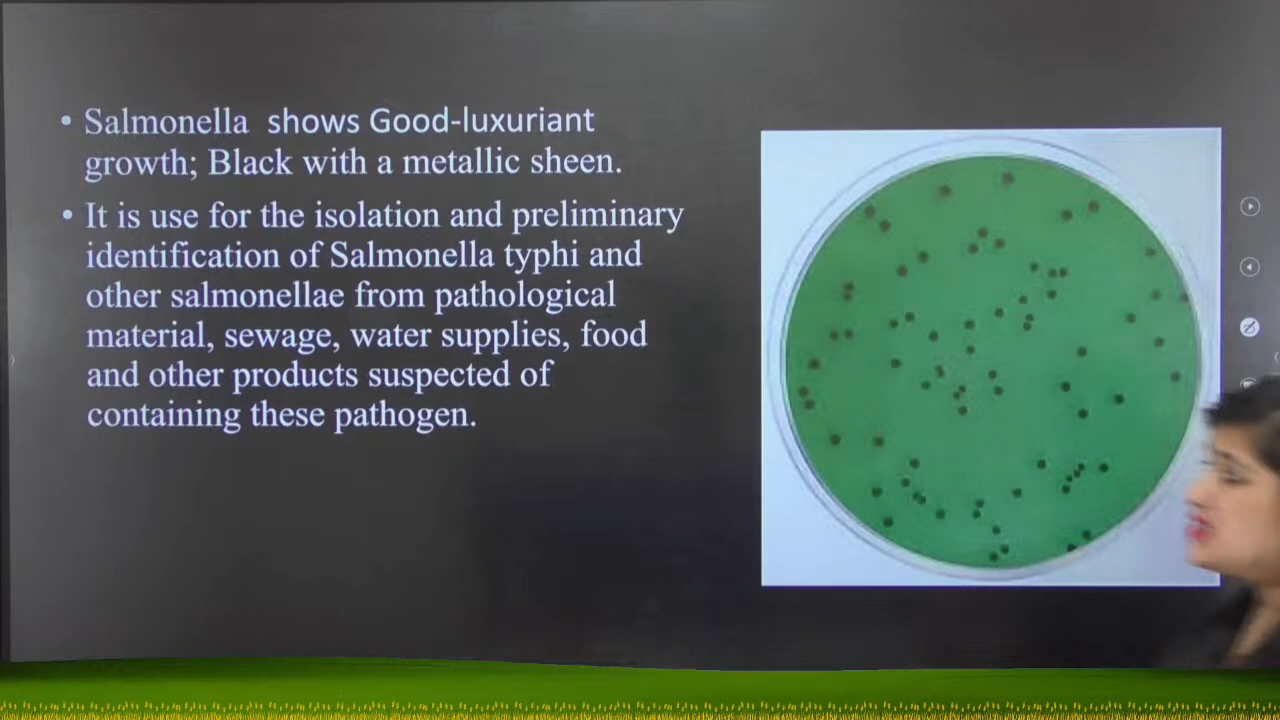 • Salmonella shows Good-luxuriant
growth; Black with a metallic sheen.
• It is use for the isolation and preliminary
identification of Salmonella typhi and
other salmonellae from pathological
material, sewage, water supplies, food
and other products suspected of
containing these pathogen.